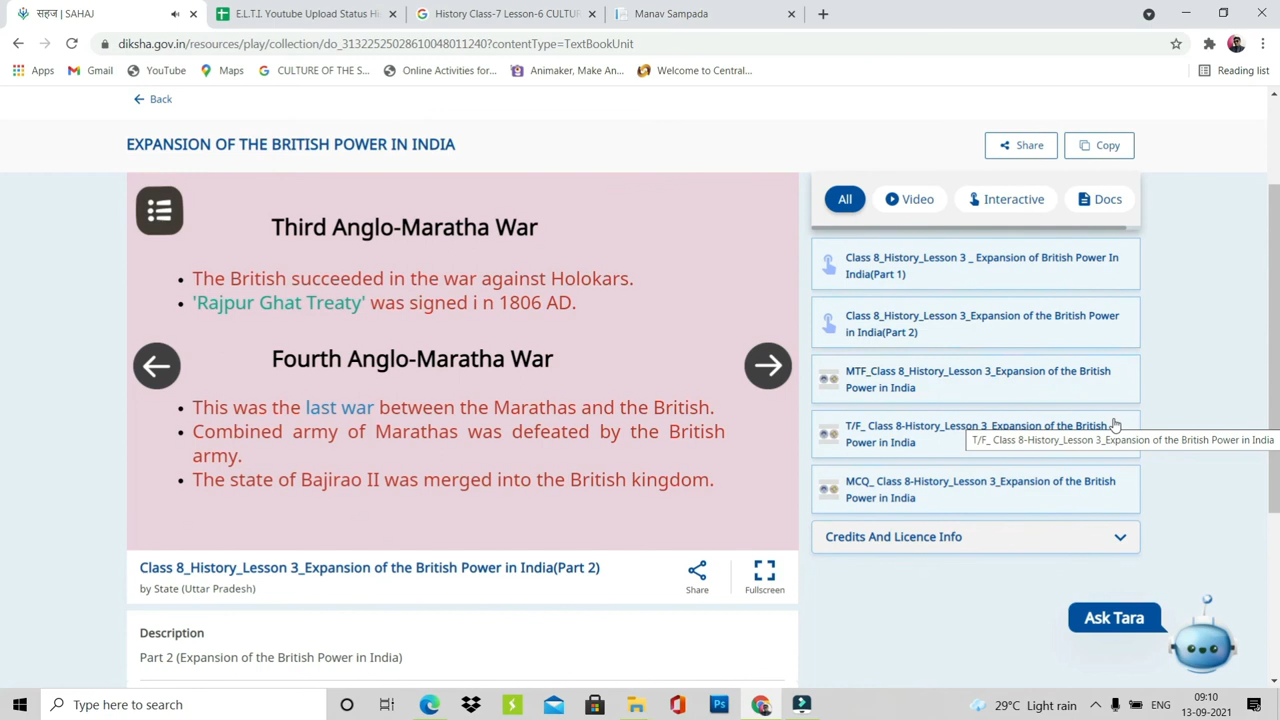 सहज | SAHAJ
E.L.T.I. Youtube Upload Status H
History Class-7 Lesson-6 CULTUR
Manav Sampada
diksha.gov.in/resources/play/collection/do_31322525028610048011240?contentType=TextBookUnit
Apps
Gmail
YouTube
Maps
CULTURE OF THE S...
Online Activities for...
Animaker, Make An...
Welcome to Central...
Reading list
Back
EXPANSION OF THE BRITISH POWER IN INDIA
Share
Copy
Third Anglo-Maratha War
• The British succeeded in the war against Holokars.
• 'Rajpur Ghat Treaty' was signed i n 1806 AD.
Fourth Anglo-Maratha War
• This was the last war between the Marathas and the British.
• Combined army of Marathas was defeated by the British
army.
• The state of Bajirao II was merged into the British kingdom.
Class 8_History_Lesson 3_Expansion of the British Power in India(Part 2)
by State (Uttar Pradesh)
Share
Fullscreen
Description
Part 2 (Expansion of the British Power in India)
All
Video
Interactive
Docs
Class 8_History_Lesson 3 _ Expansion of British Power In
India(Part 1)
Class 8_History_Lesson 3_Expansion of the British Power
in India(Part 2)
MTF_Class 8_History_Lesson 3_Expansion of the British
Power in India
T/F_ Class 8-History_Lesson 3_Expansion of the British
Power in India
T/F_ Class 8-History_Lesson 3_Expansion of the British Power in India
MCQ_ Class 8-History_Lesson 3_Expansion of the British
Power in India
Credits And Licence Info
Ask Tara
Type here to search
Ps
29°C Light rain
ENG
09:10
13-09-2021